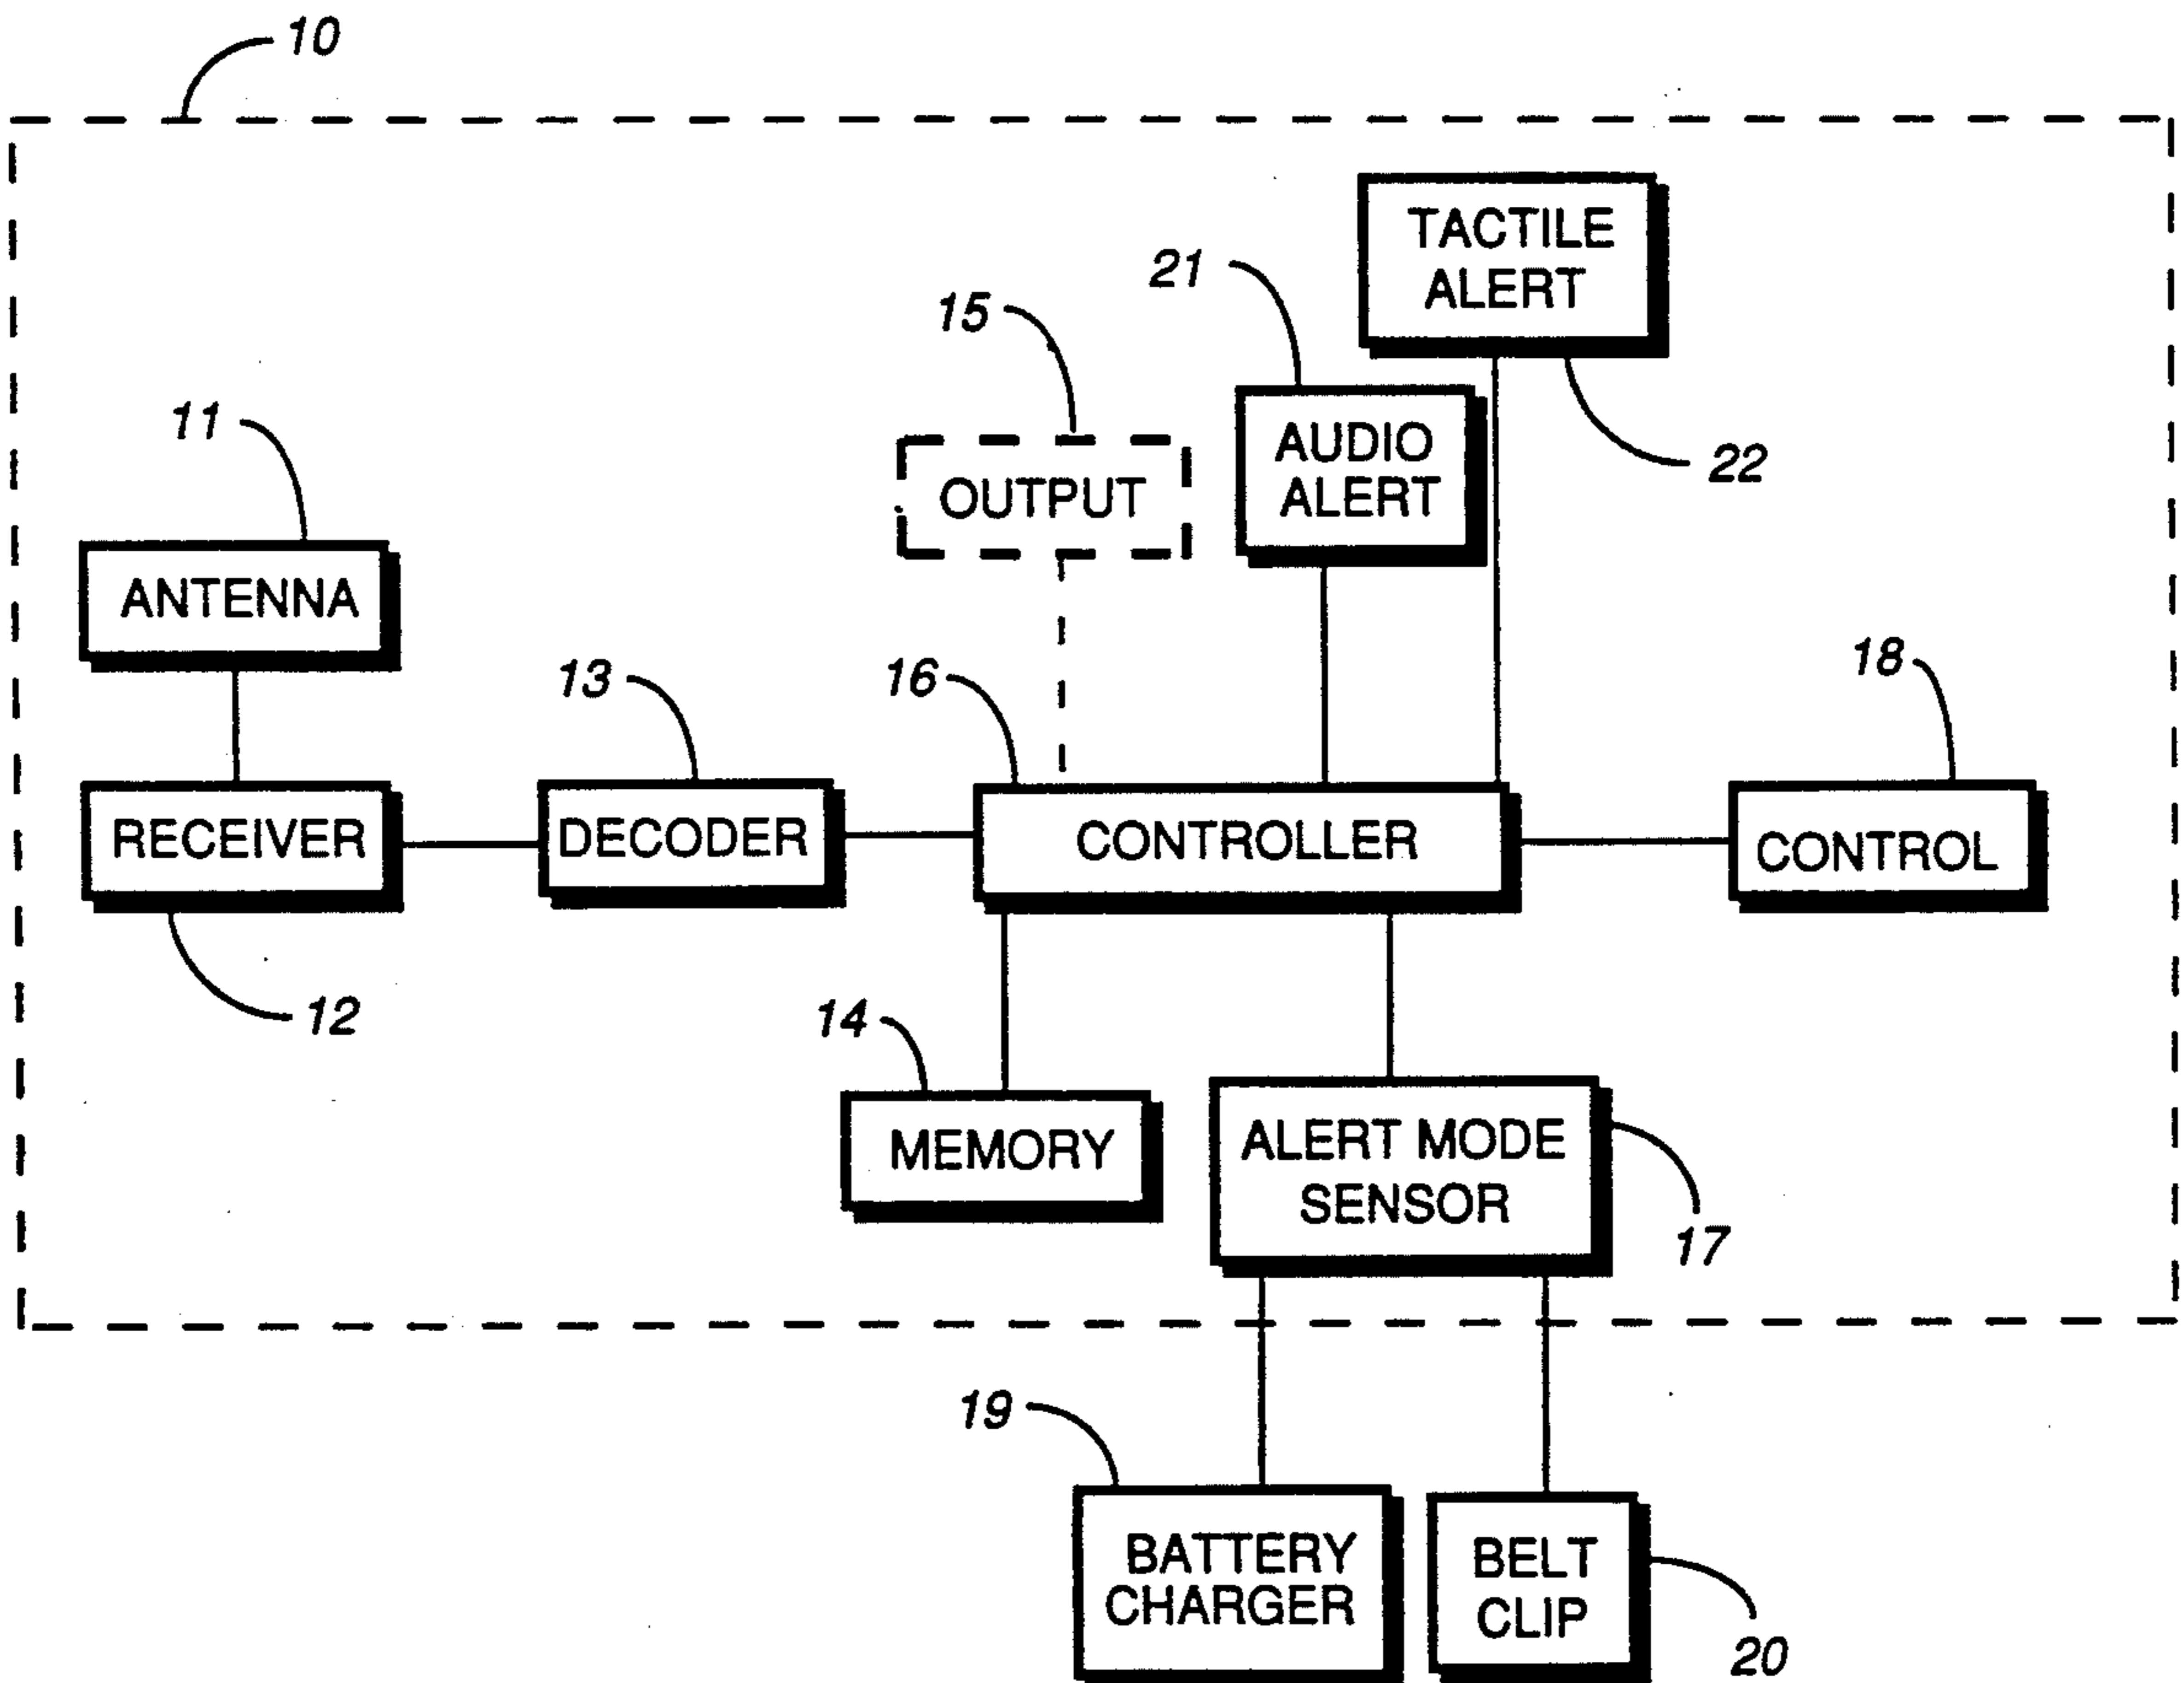 10
TACTILE
ALERT
21
15
11
AUDIO
ALERT
22
OUTPUT
ANTENNA
13
16
18
RECEIVER
DECODER
CONTROLLER
CONTROL
12
14
MEMORY
ALERT MODE
SENSOR
17
19
BATTERY
CHARGER
BELT
CLIP
20